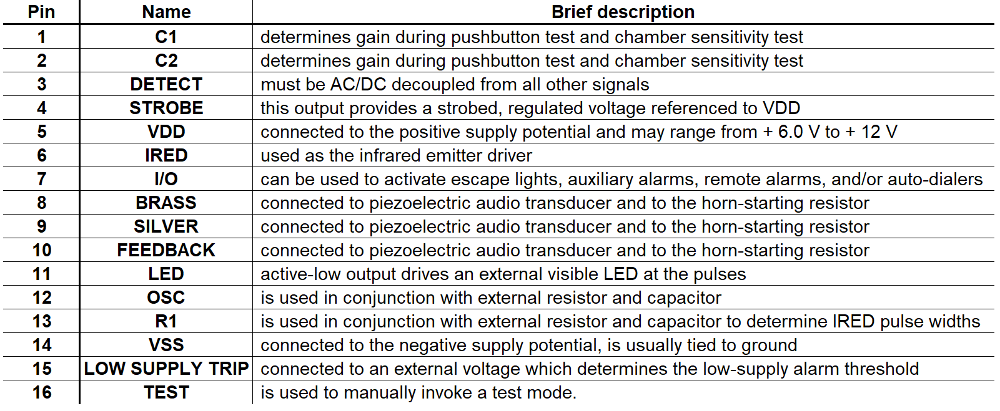 Pin Name Brief description
1 C1 determines gain during pushbutton test and chamber sensitivity test
2 C2 determines gain during pushbutton test and chamber sensitivity test
3 DETECT must be AC/DC decoupled from all other signals
4 STROBE this output provides a strobed, regulated voltage referenced to VDD
5 VDD connected to the positive supply potential and may range from + 6.0 V to + 12 V
6 IRED used as the infrared emitter driver
7 I/O can be used to activate escape lights, auxiliary alarms, remote alarms, and/or auto-dialers
8 BRASS connected to piezoelectric audio transducer and to the horn-starting resistor
9 SILVER connected to piezoelectric audio transducer and to the horn-starting resistor
10 FEEDBACK connected to piezoelectric audio transducer and to the horn-starting resistor
11 LED active-low output drives an external visible LED at the pulses
12 OSC is used in conjunction with external resistor and capacitor
13 R1 is used in conjunction with external resistor and capacitor to determine IRED pulse widths
14 VSS connected to the negative supply potential, is usually tied to ground
15 LOW SUPPLY TRIP connected to an external voltage which determines the low-supply alarm threshold
16 TEST is used to manually invoke a test mode.